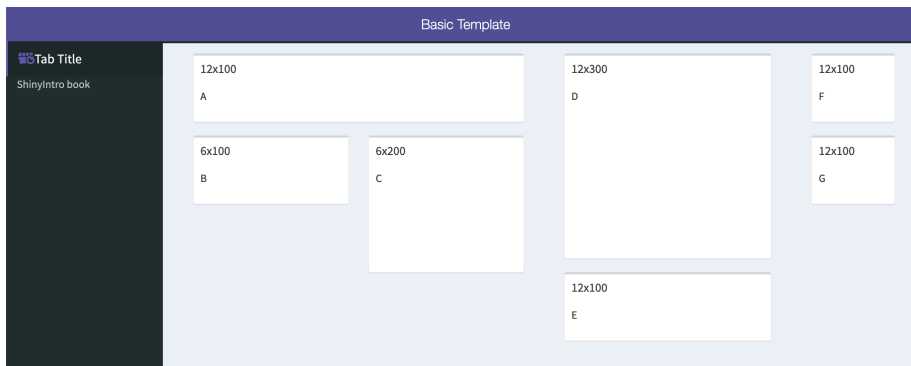 Basic Template
Tab Title
ShinyIntro book
12x100
A
6x100
B
6x200
C
12x300
D
12x100
E
12x100
F
12x100
G